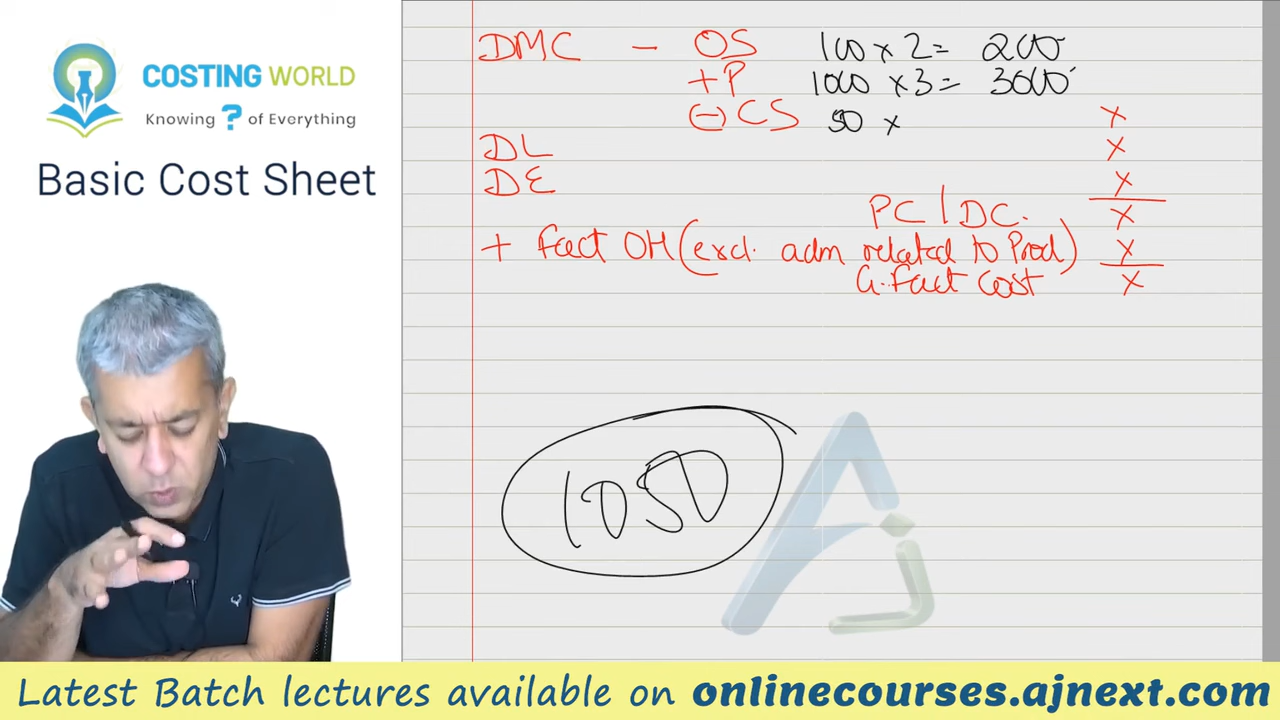 COSTING WORLD
Knowing ? of Everything
Basic Cost Sheet
DMC - OS 100 x 2 = 200
+ P 1000 x 3 = 3000
(-) CS 50 x x
DL x
DE x
PC | DC. x
+ Fact OH (excl. adm related to Prod) x
G. Fact Cost x
1050
Latest Batch lectures available on onlinecourses.ajnext.com